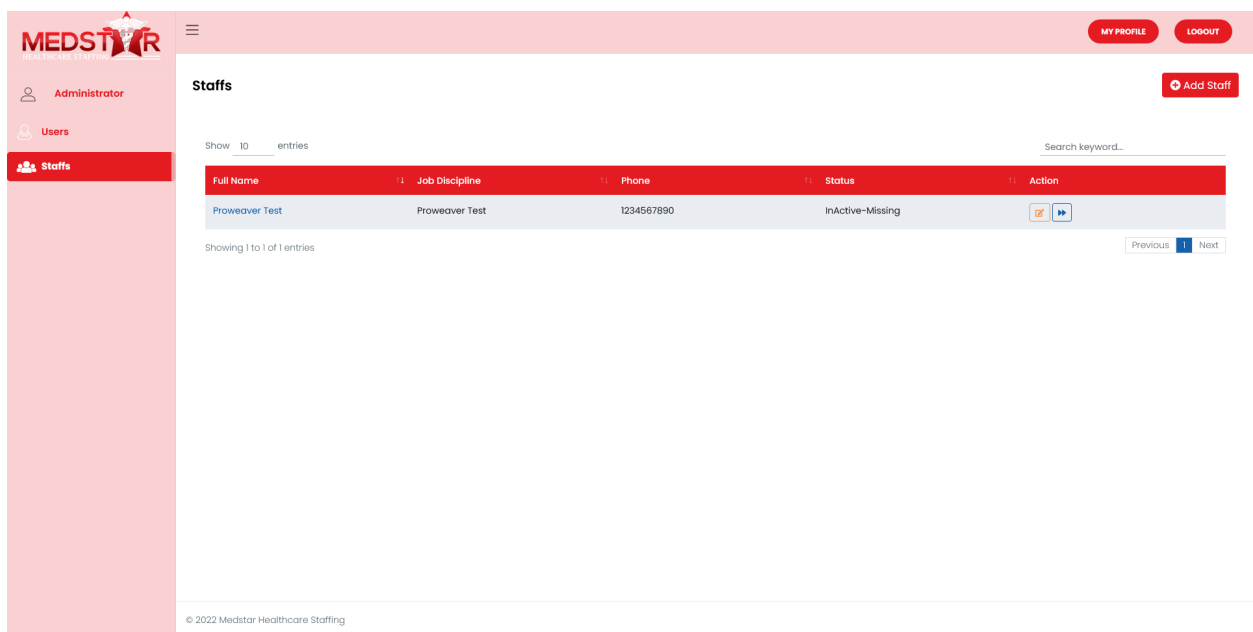 MEDSTAR
HEALTHCARE STAFFING
MY PROFILE
LOGOUT
Administrator
Users
Staffs
Staffs
Add Staff
Show 10 entries
Search keyword...
Full Name Job Discipline Phone Status Action
Proweaver Test Proweaver Test 1234567890 InActive-Missing
Showing 1 to 1 of 1 entries
Previous 1 Next
© 2022 Medstar Healthcare Staffing